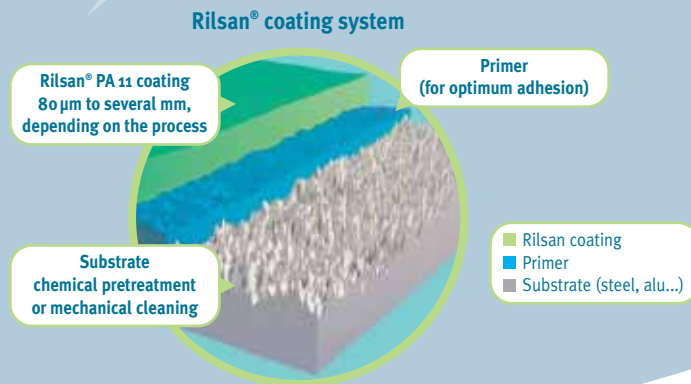 Rilsan® coating system
Rilsan® PA 11 coating
80 µm to several mm,
depending on the process
Primer
(for optimum adhesion)
Substrate
chemical pretreatment
or mechanical cleaning
Rilsan coating
Primer
Substrate (steel, alu...)